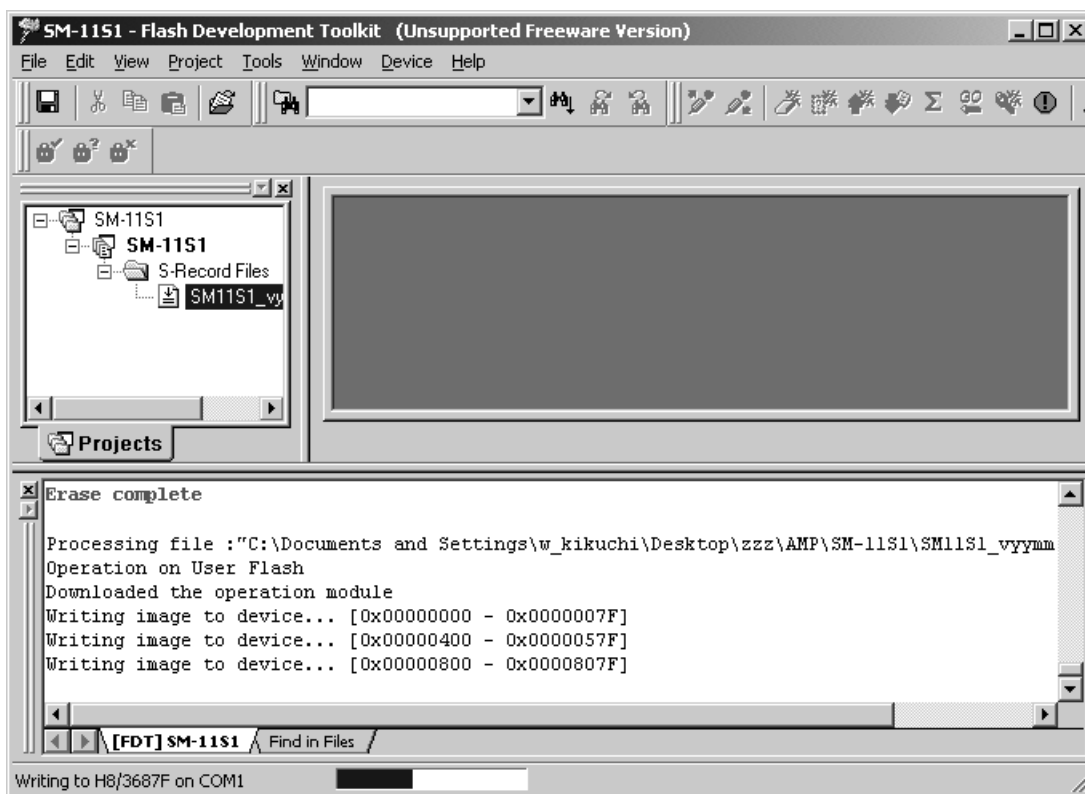 SM-11S1 - Flash Development Toolkit (Unsupported Freeware Version)
File Edit View Project Tools Window Device Help
GO
SM-11S1
SM-11S1
S-Record Files
SM11S1_vy
Projects
Erase complete
Processing file :"C:\Documents and Settings\w_kikuchi\Desktop\zzz\AMP\SM-11S1\SM11S1_vyymm
Operation on User Flash
Downloaded the operation module
Writing image to device... [0x00000000 - 0x0000007F]
Writing image to device... [0x00000400 - 0x0000057F]
Writing image to device... [0x00000800 - 0x0000807F]
[FDT] SM-11S1 Find in Files
Writing to H8/3687F on COM1